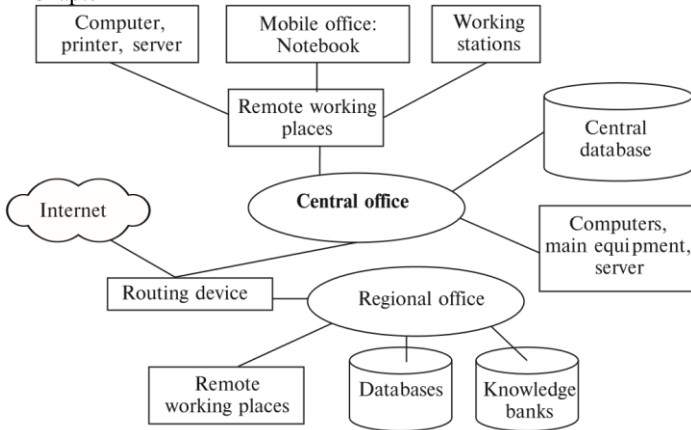 Computer,
printer, server
Mobile office:
Notebook
Working
stations
Remote working
places
Central
database
Internet
Central office
Computers,
main equipment,
server
Routing device
Regional office
Remote
working places
Databases
Knowledge
banks